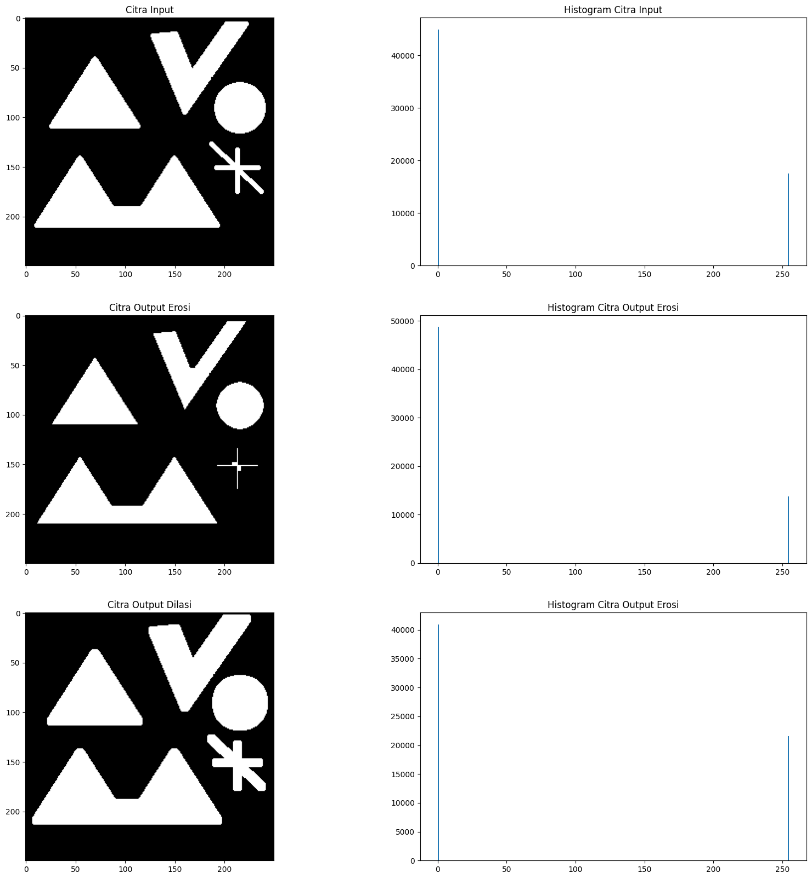 Citra Input
0
50
100
150
200
0 50 100 150 200
Histogram Citra Input
40000
30000
20000
10000
0
0 50 100 150 200 250
Citra Output Erosi
0
50
100
150
200
0 50 100 150 200
Histogram Citra Output Erosi
50000
40000
30000
20000
10000
0
0 50 100 150 200 250
Citra Output Dilasi
0
50
100
150
200
0 50 100 150 200
Histogram Citra Output Erosi
40000
35000
30000
25000
20000
15000
10000
5000
0
0 50 100 150 200 250